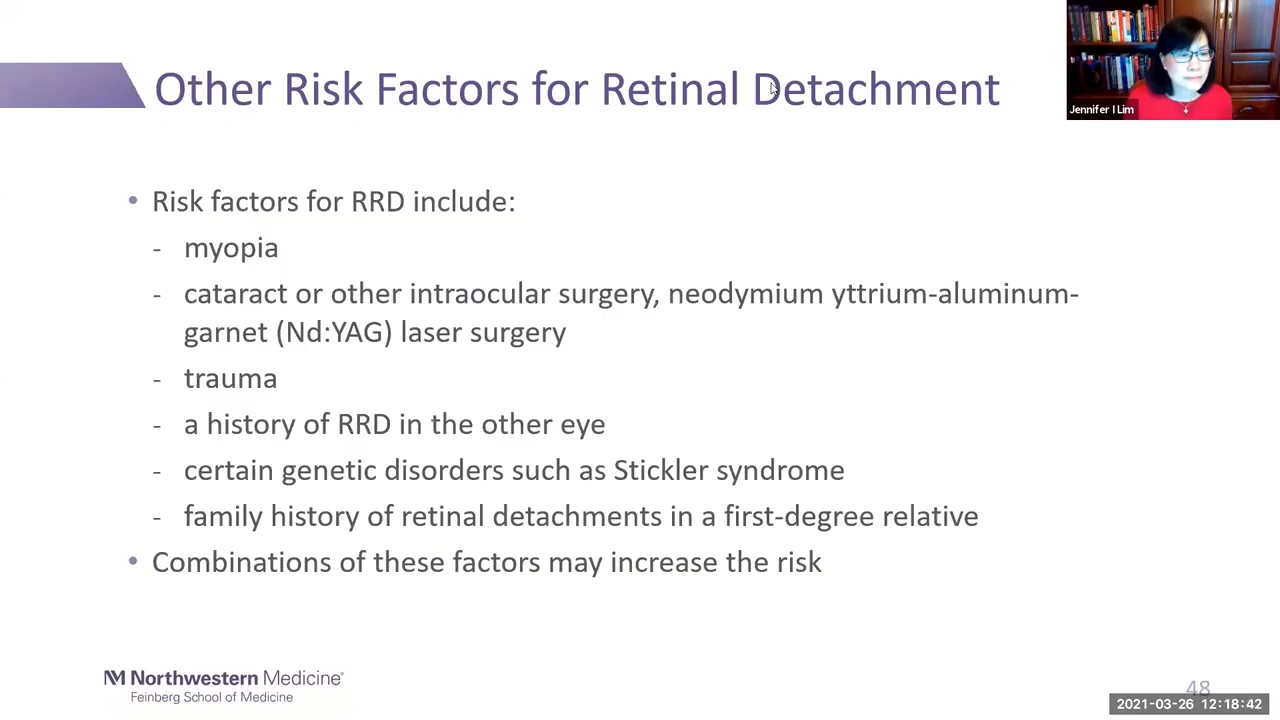 Other Risk Factors for Retinal Detachment
Jennifer I Lim
• Risk factors for RRD include:
- myopia
- cataract or other intraocular surgery, neodymium yttrium-aluminum-
garnet (Nd:YAG) laser surgery
- trauma
- a history of RRD in the other eye
- certain genetic disorders such as Stickler syndrome
- family history of retinal detachments in a first-degree relative
• Combinations of these factors may increase the risk
NM Northwestern Medicine®
Feinberg School of Medicine
48
2021-03-26 12:18:42